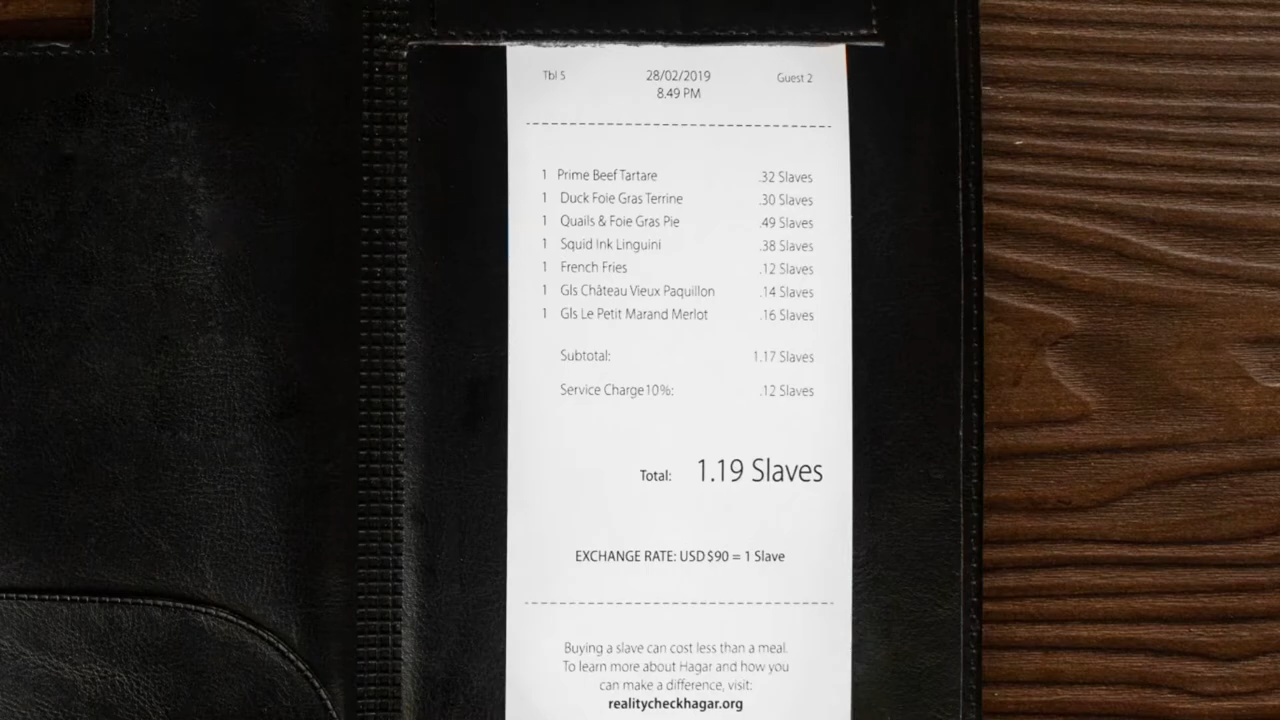 Tbl 5 28/02/2019 Guest 2
8.49 PM
1 Prime Beef Tartare .32 Slaves
1 Duck Foie Gras Terrine .30 Slaves
1 Quails & Foie Gras Pie .49 Slaves
1 Squid Ink Linguini .38 Slaves
1 French Fries .12 Slaves
1 Gls Château Vieux Paquillon .14 Slaves
1 Gls Le Petit Marand Merlot .16 Slaves
Subtotal: 1.17 Slaves
Service Charge10%: .12 Slaves
Total: 1.19 Slaves
EXCHANGE RATE: USD $90 = 1 Slave
Buying a slave can cost less than a meal.
To learn more about Hagar and how you
can make a difference, visit:
realitycheckhagar.org